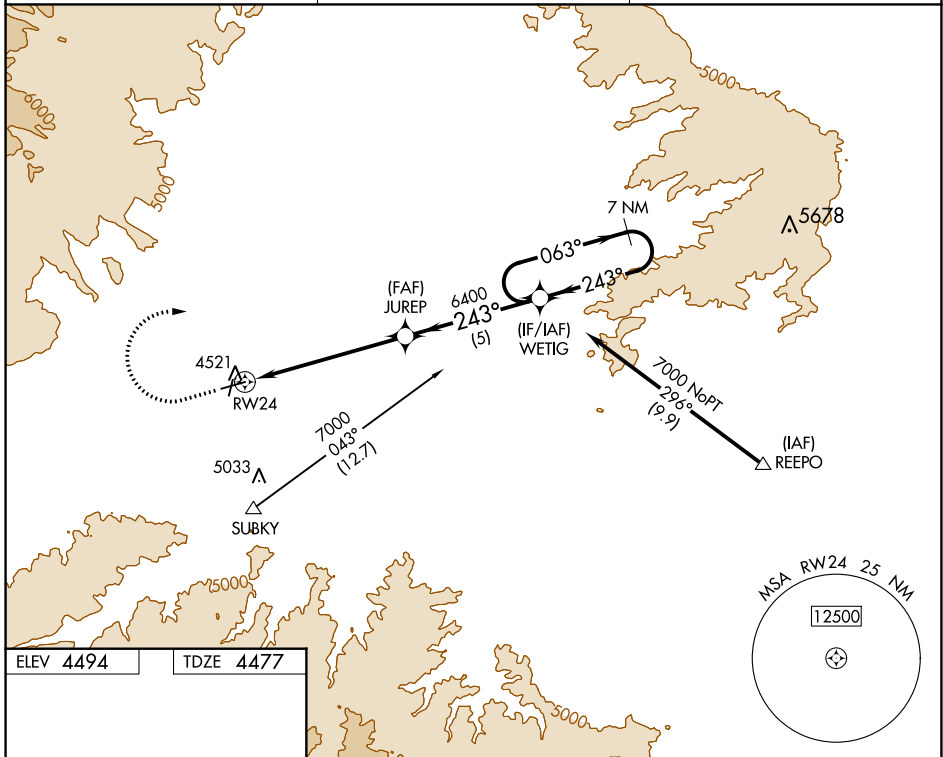 6000
5000
5000
5678
7 NM
063°
243°
(FAF)
JUREP
6400
243°
(5)
(IF/IAF)
WETIG
4521
RW24
7000 NoPT
296°
(9.9)
(IAF)
REEPO
7000
043°
(12.7)
5033
SUBKY
5000
MSA RW24 25 NM
12500
ELEV 4494
TDZE 4477
5000